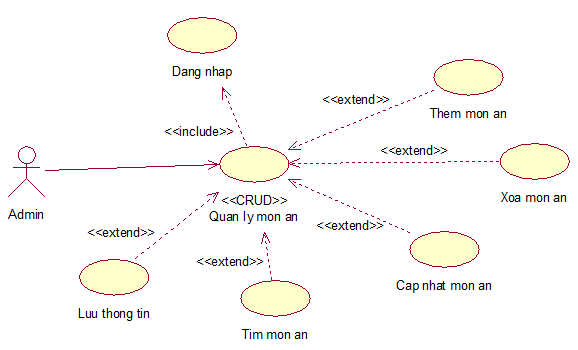 Dang nhap
<<extend>>
Them mon an
<<include>>
<<extend>>
Admin
<<CRUD>>
Quan ly mon an
Xoa mon an
<<extend>>
<<extend>>
<<extend>>
Cap nhat mon an
Luu thong tin
Tim mon an